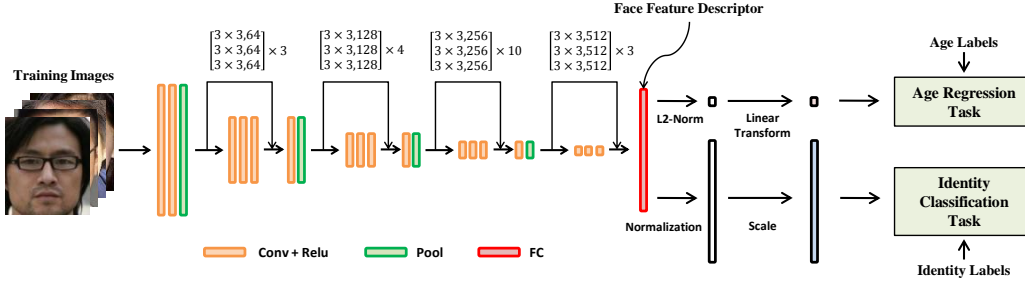 Face Feature Descriptor
[3 × 3,64
3 × 3,64
3 × 3,64] × 3
[3 × 3,128
3 × 3,128
3 × 3,128] × 4
[3 × 3,256
3 × 3,256
3 × 3,256] × 10
[3 × 3,512
3 × 3,512
3 × 3,512] × 3
Age Labels
Training Images
L2-Norm
Linear
Transform
Age Regression
Task
Normalization
Scale
Identity
Classification
Task
Conv + Relu
Pool
FC
Identity Labels